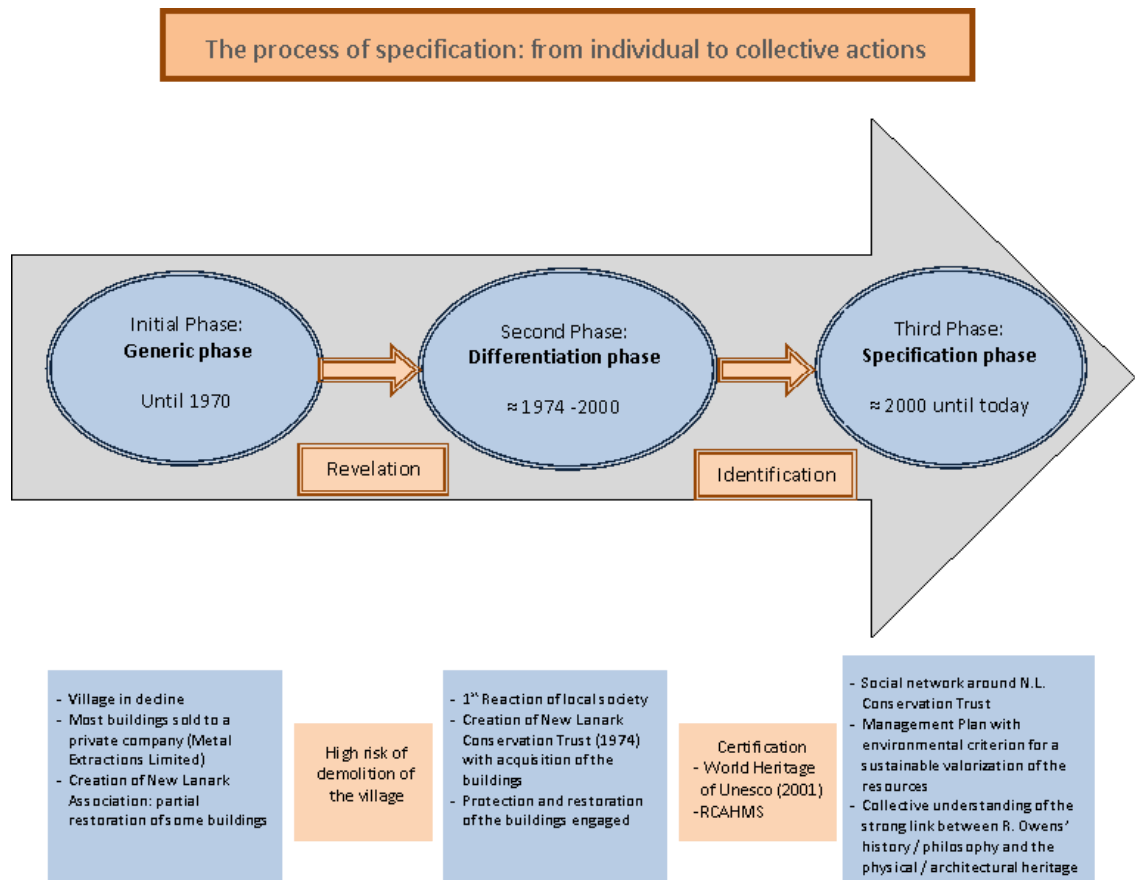 The process of specification: from individual to collective actions
Initial Phase:
Generic phase
Until 1970
Second Phase:
Differentiation phase
≈ 1974 -2000
Third Phase:
Specification phase
≈ 2000 until today
Revelation
Identification
- Village in decline
- Most buildings sold to a
private company (Metal
Extractions Limited)
- Creation of New Lanark
Association: partial
restoration of some buildings
High risk of
demolition of
the village
- 1st Reaction of local society
- Creation of New Lanark
Conservation Trust (1974)
with acquisition of the
buildings
- Protection and restoration
of the buildings engaged
Certification
- World Heritage
of Unesco (2001)
-RCAHMS
- Social network around N.L.
Conservation Trust
- Management Plan with
environmental criterion for a
sustainable valorization of the
resources
- Collective understanding of the
strong link between R. Owens'
history / philosophy and the
physical / architectural heritage